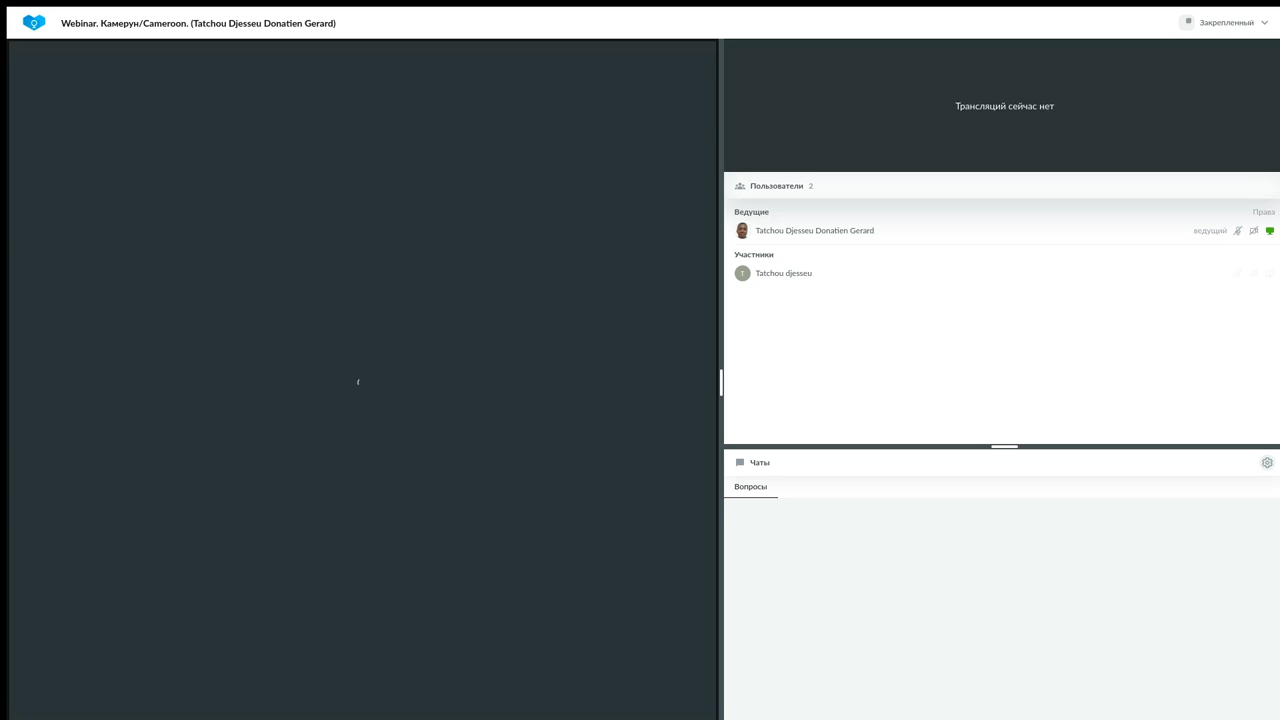 Webinar. Камерун/Cameroon. (Tatchou Djesseu Donatien Gerard)
Закрепленный
Трансляций сейчас нет
Пользователи 2
Ведущие
Права
Tatchou Djesseu Donatien Gerard
ведущий
Участники
T
Tatchou djesseu
Чаты
Вопросы